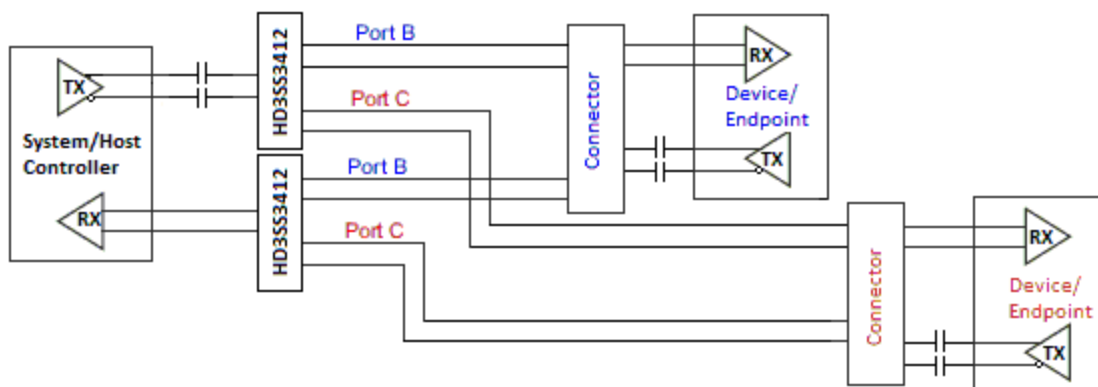 TX
System/Host
Controller
RX
HD3SS3412
HD3SS3412
Port B
Port C
Port B
Port C
Connector
RX
Device/
Endpoint
TX
Connector
RX
Device/
Endpoint
TX